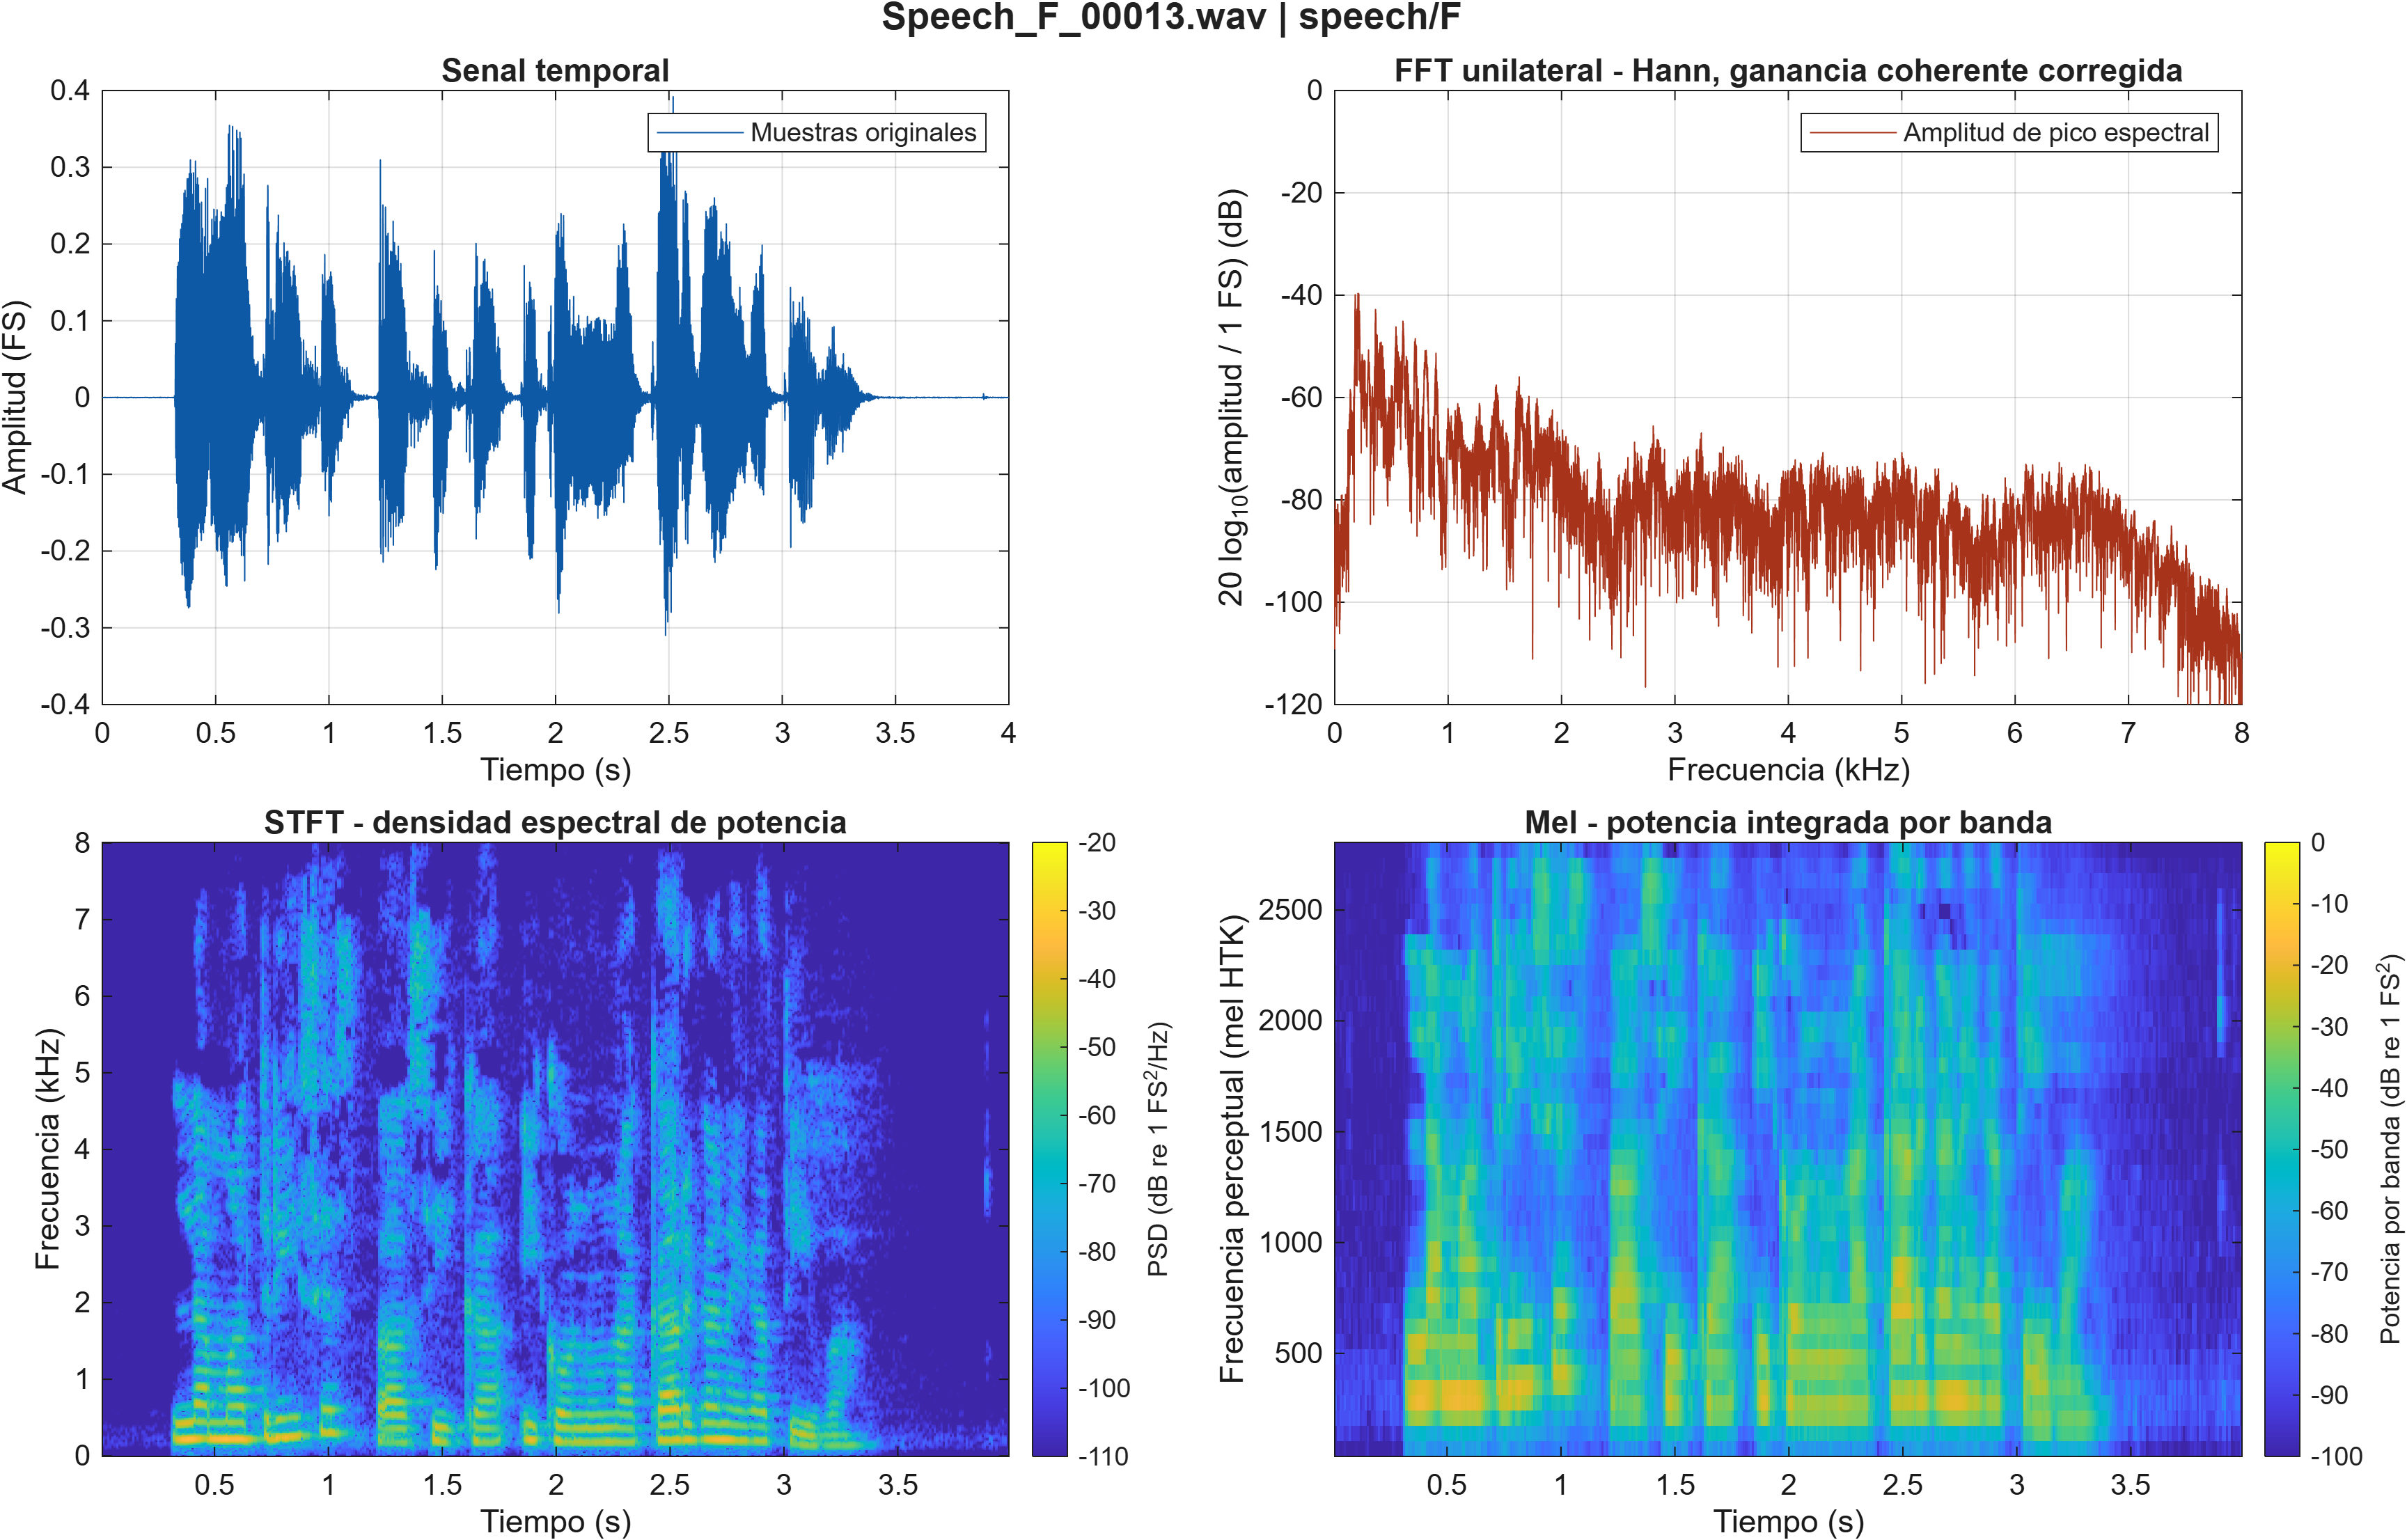 Speech_F_00013.wav | speech/F
Senal temporal
Amplitud (FS)
0.4
0.3
0.2
0.1
0
-0.1
-0.2
-0.3
-0.4
Muestras originales
0 0.5 1 1.5 2 2.5 3 3.5 4
Tiempo (s)
FFT unilateral - Hann, ganancia coherente corregida
20 log10(amplitud / 1 FS) (dB)
0
-20
-40
-60
-80
-100
-120
Amplitud de pico espectral
0 1 2 3 4 5 6 7 8
Frecuencia (kHz)
STFT - densidad espectral de potencia
Frecuencia (kHz)
8
7
6
5
4
3
2
1
0
0.5 1 1.5 2 2.5 3 3.5
Tiempo (s)
-20
-30
-40
-50
-60
-70
-80
-90
-100
-110
PSD (dB re 1 FS²/Hz)
Mel - potencia integrada por banda
Frecuencia perceptual (mel HTK)
2500
2000
1500
1000
500
0.5 1 1.5 2 2.5 3 3.5
Tiempo (s)
0
-10
-20
-30
-40
-50
-60
-70
-80
-90
-100
Potencia por banda (dB re 1 FS²)